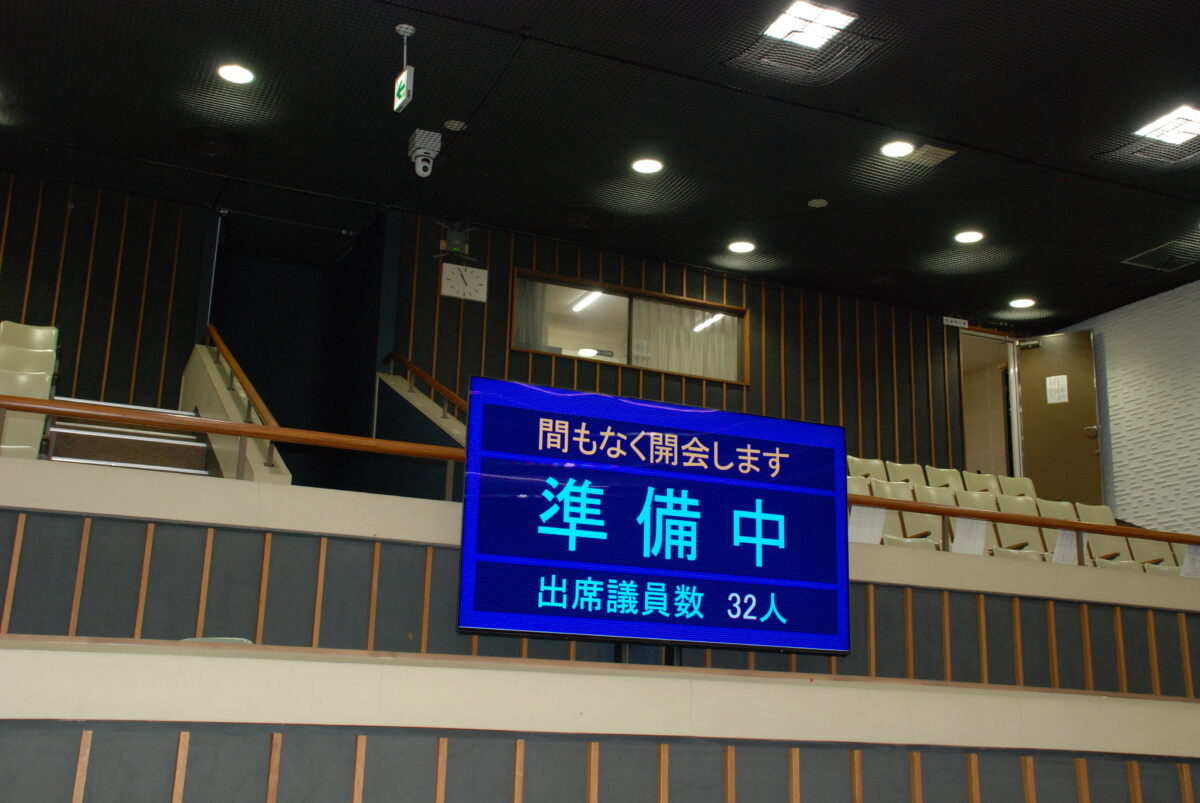 間もなく開会します
準備中
出席議員数 32人